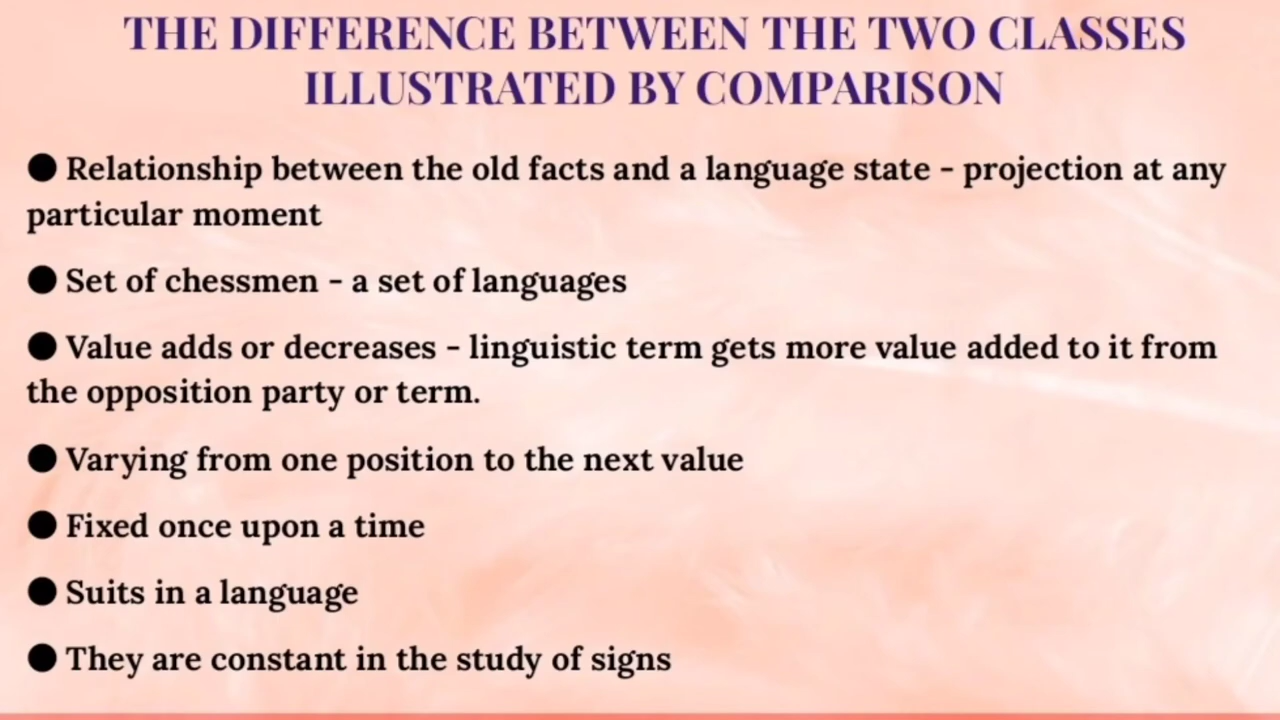 THE DIFFERENCE BETWEEN THE TWO CLASSES
ILLUSTRATED BY COMPARISON
● Relationship between the old facts and a language state - projection at any
particular moment
● Set of chessmen - a set of languages
● Value adds or decreases - linguistic term gets more value added to it from
the opposition party or term.
● Varying from one position to the next value
● Fixed once upon a time
● Suits in a language
● They are constant in the study of signs